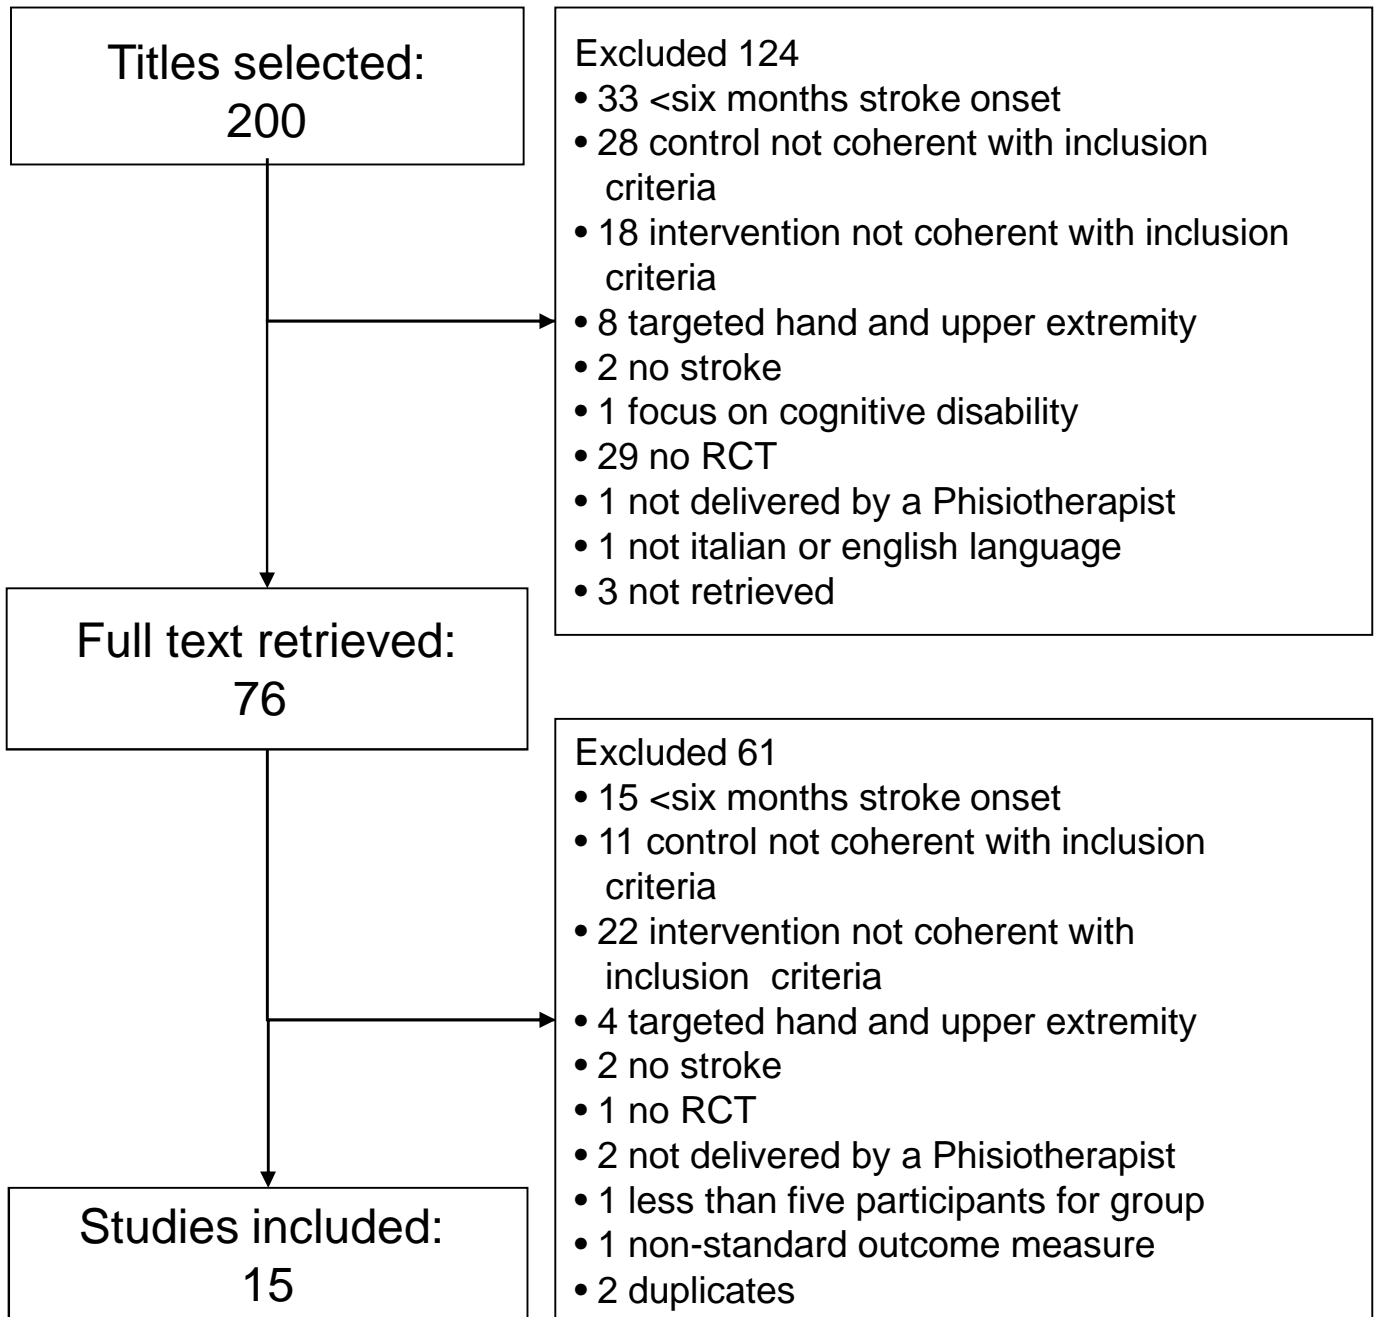 Titles selected:
200
Excluded 124
• 33 <six months stroke onset
• 28 control not coherent with inclusion
criteria
• 18 intervention not coherent with inclusion
criteria
• 8 targeted hand and upper extremity
• 2 no stroke
• 1 focus on cognitive disability
• 29 no RCT
• 1 not delivered by a Phisiotherapist
• 1 not italian or english language
• 3 not retrieved
Full text retrieved:
76
Excluded 61
• 15 <six months stroke onset
• 11 control not coherent with inclusion
criteria
• 22 intervention not coherent with
inclusion criteria
• 4 targeted hand and upper extremity
• 2 no stroke
• 1 no RCT
• 2 not delivered by a Phisiotherapist
• 1 less than five participants for group
• 1 non-standard outcome measure
• 2 duplicates
Studies included:
15